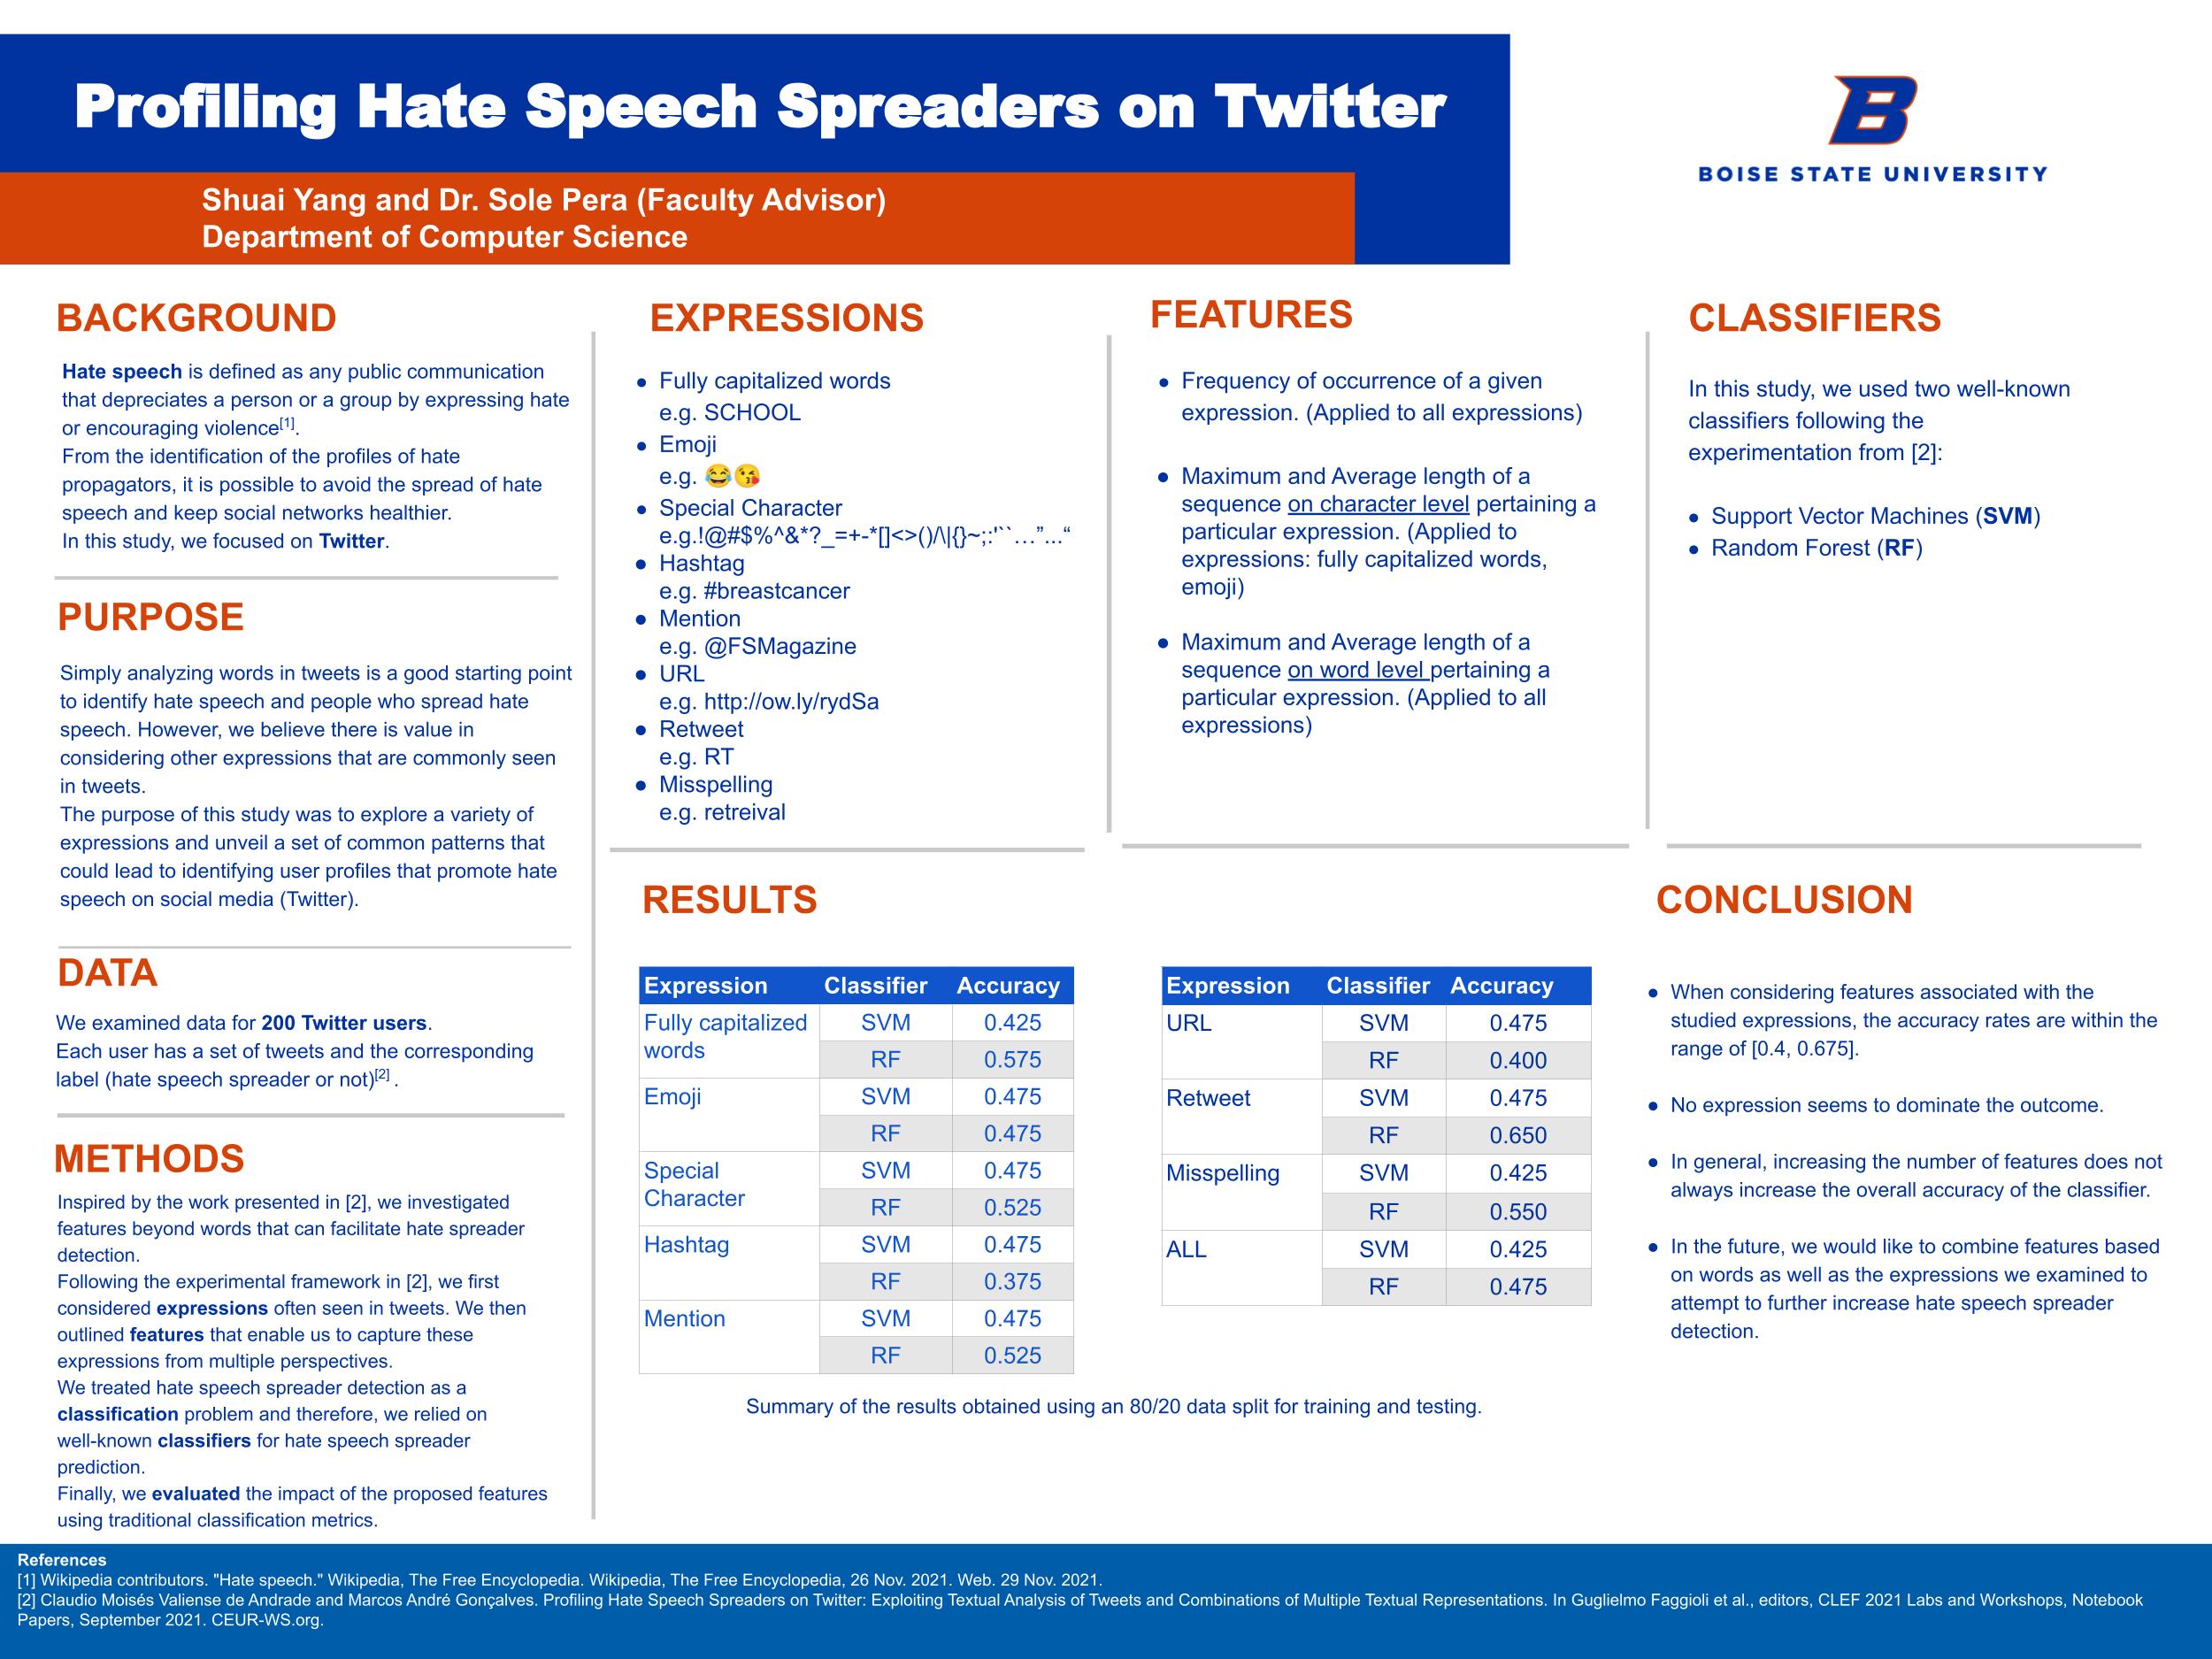 Profiling Hate Speech Spreaders on Twitter
Shuai Yang and Dr. Sole Pera (Faculty Advisor)
Department of Computer Science
B
BOISE STATE UNIVERSITY
BACKGROUND
Hate speech is defined as any public communication
that depreciates a person or a group by expressing hate
or encouraging violence[1].
From the identification of the profiles of hate
propagators, it is possible to avoid the spread of hate
speech and keep social networks healthier.
In this study, we focused on Twitter.
PURPOSE
Simply analyzing words in tweets is a good starting point
to identify hate speech and people who spread hate
speech. However, we believe there is value in
considering other expressions that are commonly seen
in tweets.
The purpose of this study was to explore a variety of
expressions and unveil a set of common patterns that
could lead to identifying user profiles that promote hate
speech on social media (Twitter).
DATA
We examined data for 200 Twitter users.
Each user has a set of tweets and the corresponding
label (hate speech spreader or not)[2] .
METHODS
Inspired by the work presented in [2], we investigated
features beyond words that can facilitate hate spreader
detection.
Following the experimental framework in [2], we first
considered expressions often seen in tweets. We then
outlined features that enable us to capture these
expressions from multiple perspectives.
We treated hate speech spreader detection as a
classification problem and therefore, we relied on
well-known classifiers for hate speech spreader
prediction.
Finally, we evaluated the impact of the proposed features
using traditional classification metrics.
EXPRESSIONS
● Fully capitalized words
e.g. SCHOOL
● Emoji
e.g. 😂😘
● Special Character
e.g.!@#$%^&*?_=+-*[]<>()/\|{}~;:'``…”...“
● Hashtag
e.g. #breastcancer
● Mention
e.g. @FSMagazine
● URL
e.g. http://ow.ly/rydSa
● Retweet
e.g. RT
● Misspelling
e.g. retreival
FEATURES
● Frequency of occurrence of a given
expression. (Applied to all expressions)
● Maximum and Average length of a
sequence on character level pertaining a
particular expression. (Applied to
expressions: fully capitalized words,
emoji)
● Maximum and Average length of a
sequence on word level pertaining a
particular expression. (Applied to all
expressions)
CLASSIFIERS
In this study, we used two well-known
classifiers following the
experimentation from [2]:
● Support Vector Machines (SVM)
● Random Forest (RF)
RESULTS
Expression Classifier Accuracy
Fully capitalized SVM 0.425
words
RF 0.575
Emoji SVM 0.475
RF 0.475
Special SVM 0.475
Character RF 0.525
Hashtag SVM 0.475
RF 0.375
Mention SVM 0.475
RF 0.525
Expression Classifier Accuracy
URL SVM 0.475
RF 0.400
Retweet SVM 0.475
RF 0.650
Misspelling SVM 0.425
RF 0.550
ALL SVM 0.425
RF 0.475
Summary of the results obtained using an 80/20 data split for training and testing.
CONCLUSION
● When considering features associated with the
studied expressions, the accuracy rates are within the
range of [0.4, 0.675].
● No expression seems to dominate the outcome.
● In general, increasing the number of features does not
always increase the overall accuracy of the classifier.
● In the future, we would like to combine features based
on words as well as the expressions we examined to
attempt to further increase hate speech spreader
detection.
References
[1] Wikipedia contributors. "Hate speech." Wikipedia, The Free Encyclopedia. Wikipedia, The Free Encyclopedia, 26 Nov. 2021. Web. 29 Nov. 2021.
[2] Claudio Moisés Valiense de Andrade and Marcos André Gonçalves. Profiling Hate Speech Spreaders on Twitter: Exploiting Textual Analysis of Tweets and Combinations of Multiple Textual Representations. In Guglielmo Faggioli et al., editors, CLEF 2021 Labs and Workshops, Notebook
Papers, September 2021. CEUR-WS.org.